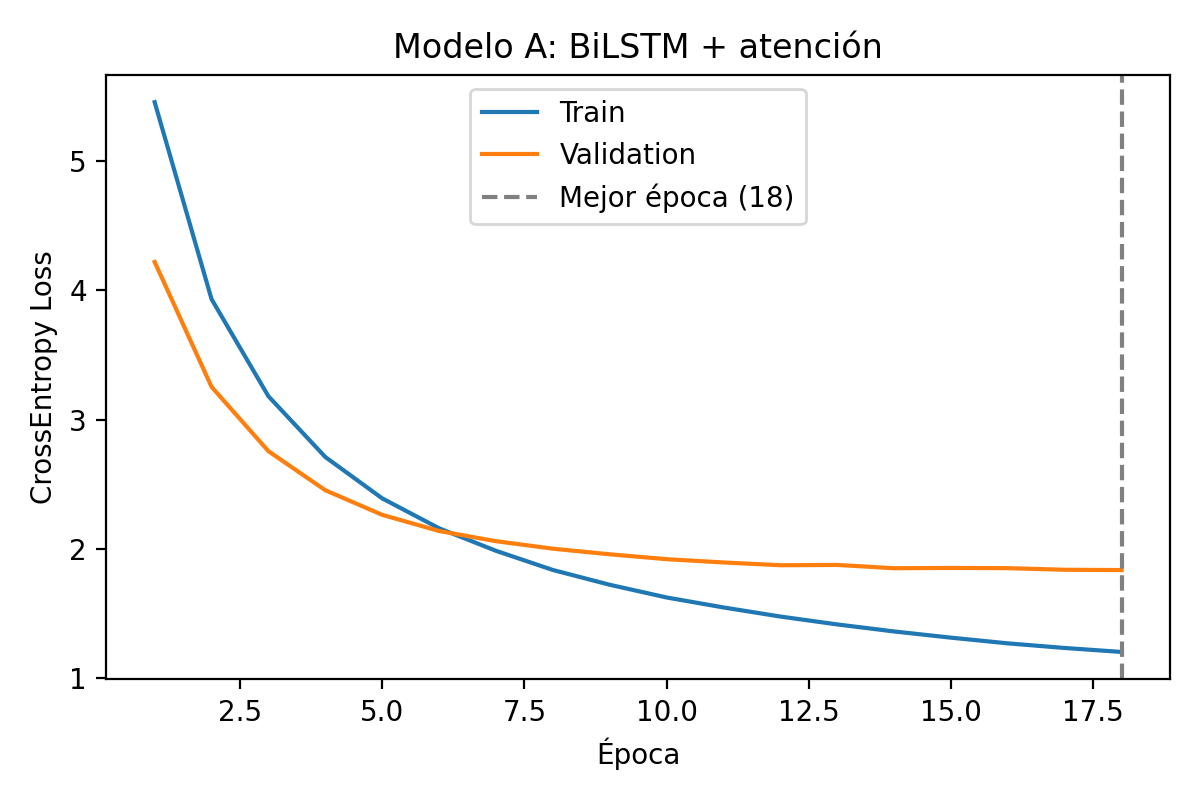 Modelo A: BiLSTM + atención
Train
Validation
Mejor época (18)
CrossEntropy Loss
5
4
3
2
1
2.5 5.0 7.5 10.0 12.5 15.0 17.5
Época